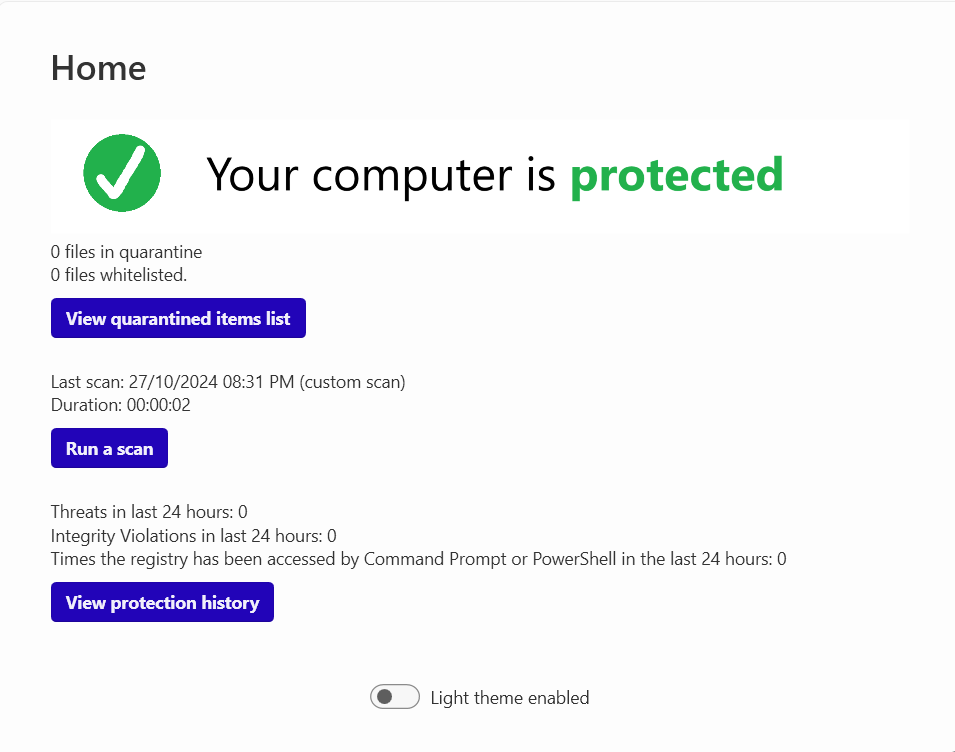 Home
Your computer is protected
0 files in quarantine
0 files whitelisted.
View quarantined items list
Last scan: 27/10/2024 08:31 PM (custom scan)
Duration: 00:00:02
Run a scan
Threats in last 24 hours: 0
Integrity Violations in last 24 hours: 0
Times the registry has been accessed by Command Prompt or PowerShell in the last 24 hours: 0
View protection history
Light theme enabled